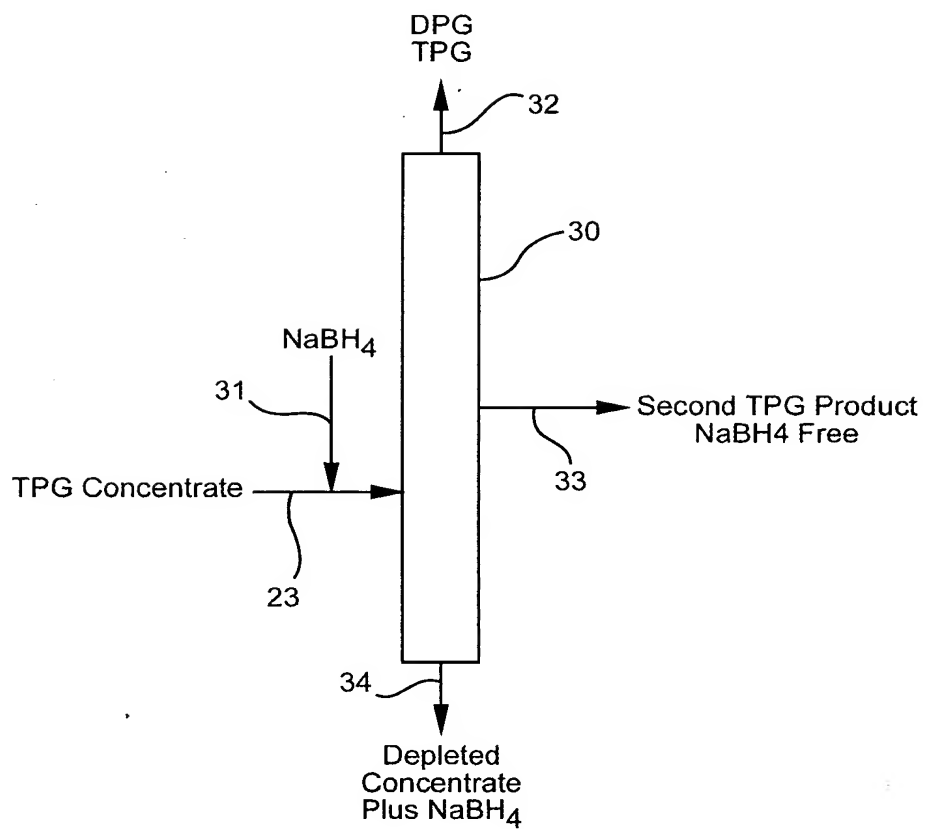 DPG
TPG
32
30
NaBH4
31
Second TPG Product
NaBH4 Free
33
TPG Concentrate
23
34
Depleted
Concentrate
Plus NaBH4